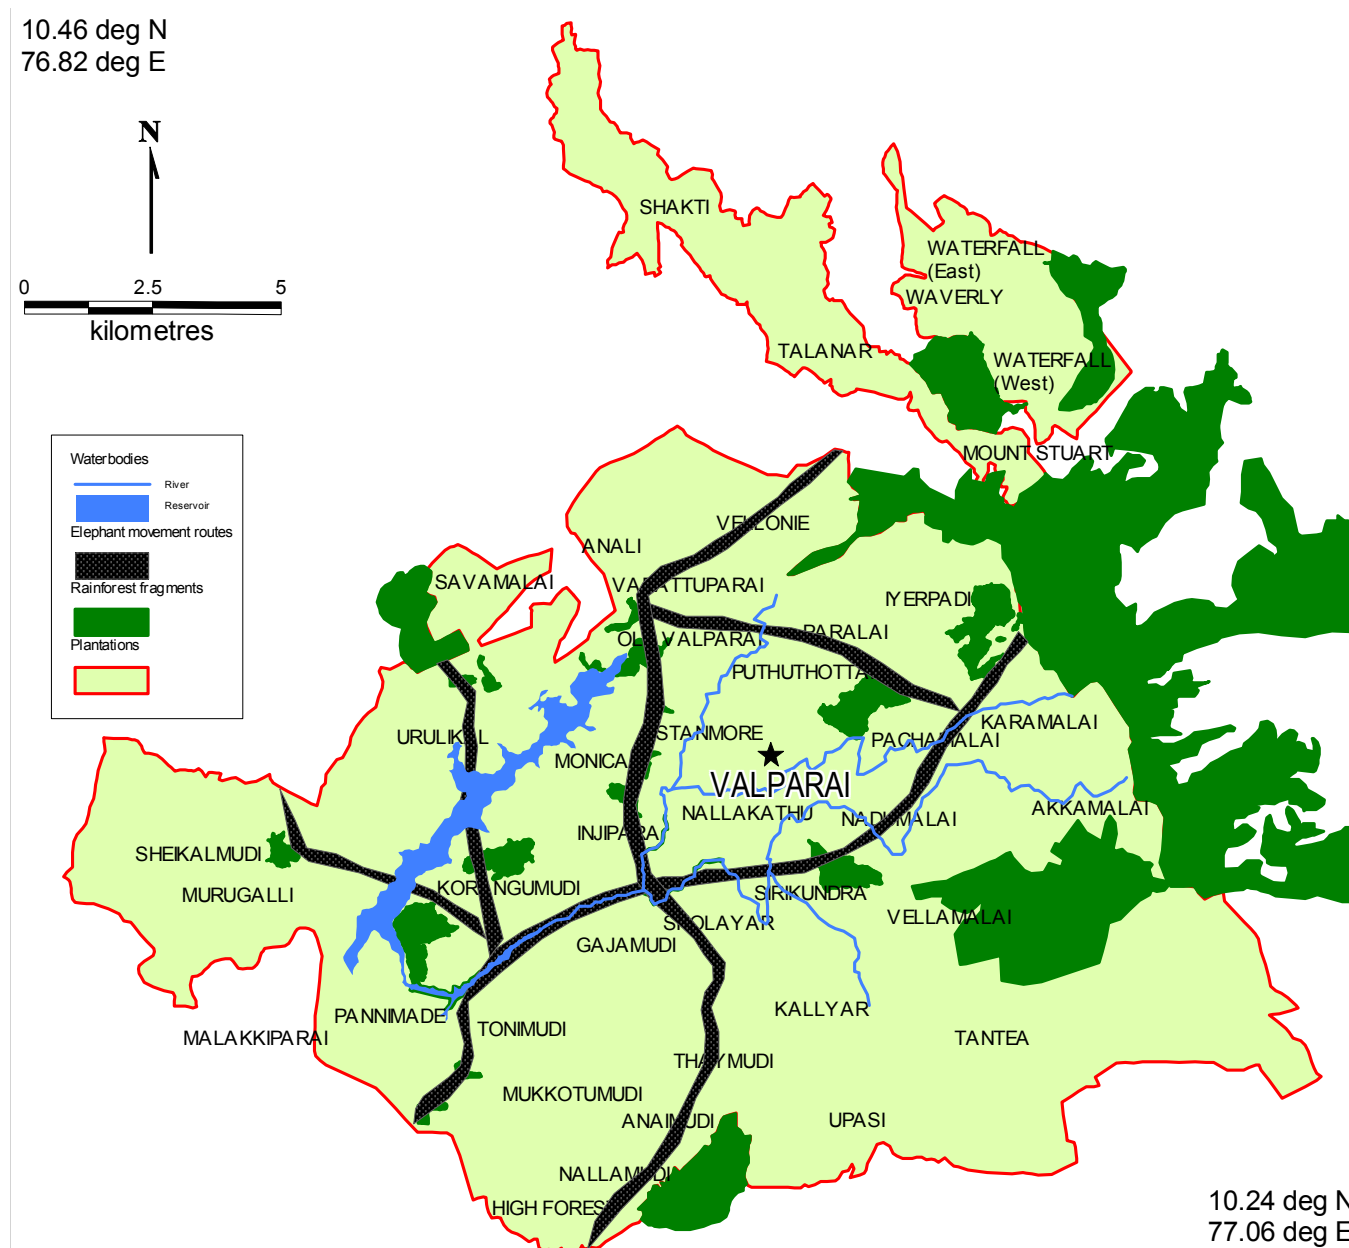 10.46 deg N
76.82 deg E
N
0 2.5 5
kilometres
Waterbodies
River
Reservoir
Elephant movement routes
Rainforest fragments
Plantations
SHAKTI
WATERFALL
(East)
WAVERLY
TALANAR
WATERFALL
(West)
MOUNT STUART
VELLONIE
ANALI
SAVAMALAI
VARATTUPARAI
IYERPADI
OLD VALPARAI
PARALAI
PUTHUTHOTTAM
KARAMALAI
URULIKAL
STANMORE
PACHAMALAI
MONICA
VALPARAI
AKKAMALAI
NALLAKATHU
NADUMALAI
INJIPARAI
SHEIKALMUDI
MURUGALLI
KORANGUMUDI
SIRIKUNDRA
VELLAMALAI
SHOLAYAR
GAJAMUDI
PANNIMADE
KALLYAR
TONIMUDI
MALAKKIPARAI
TANTEA
THAYMUDI
MUKKOTUMUDI
ANAIMUDI
UPASI
NALLAMUDI
HIGH FOREST
10.24 deg N
77.06 deg E